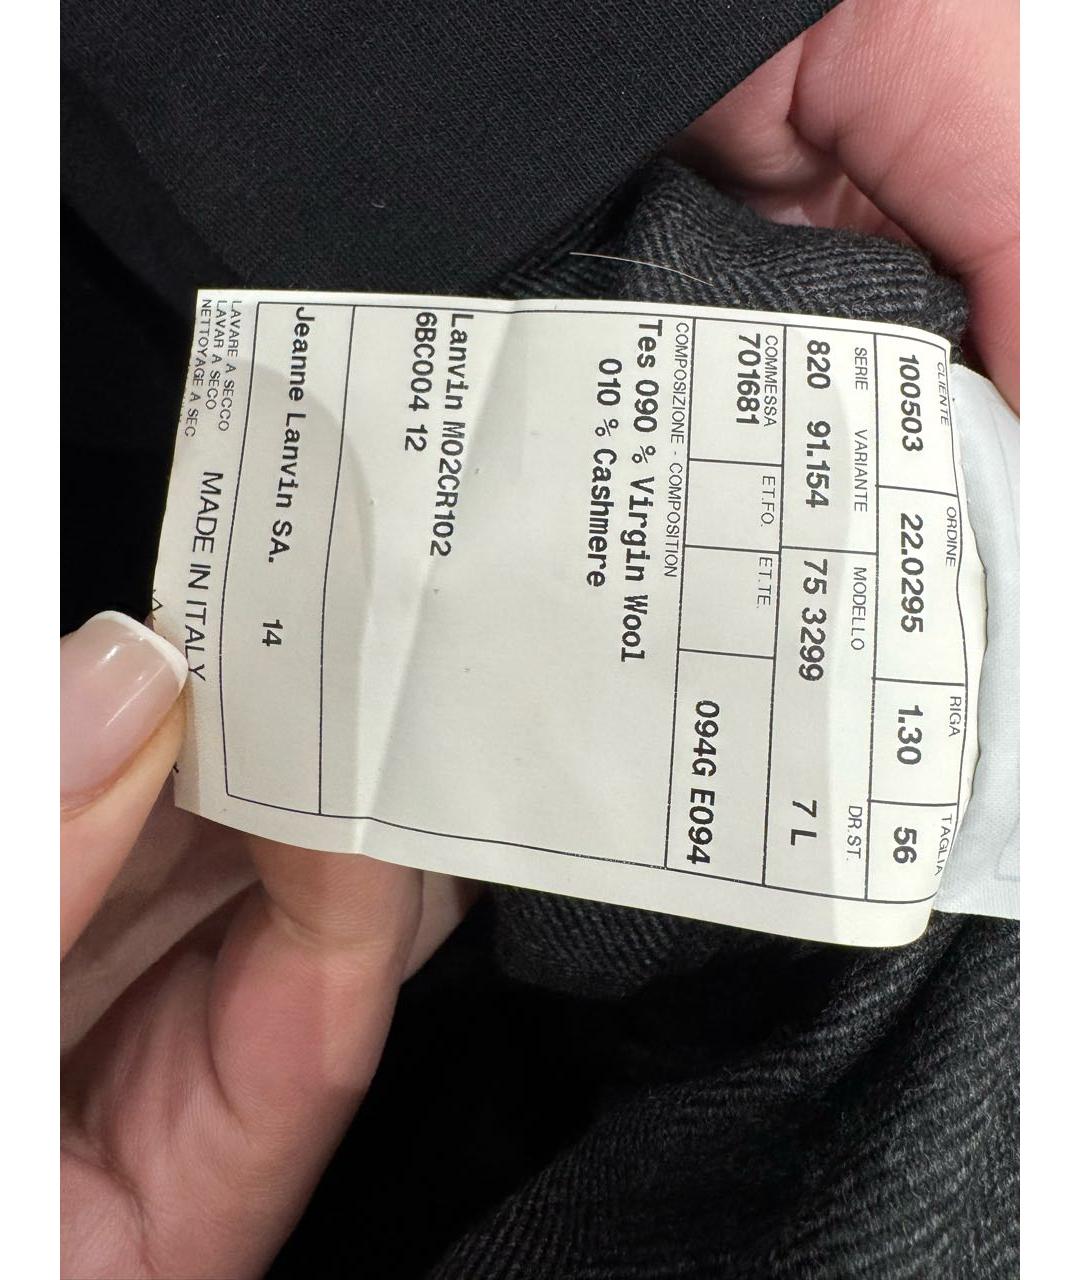 CLIENTE ORDINE RIGA TAGLIA
100503 22.0295 1.30 56
SERIE VARIANTE MODELLO DR.ST.
820 91.154 75 3299 7 L
COMMESSA ET.FO. ET.TE.
701681 094G E094
COMPOSIZIONE - COMPOSITION
Tes 090 % Virgin Wool
010 % Cashmere
Lanvin M02CR102
6BC004 12
Jeanne Lanvin SA. 14
LAVARE A SECCO
LAVAR A SECO
NETTOYAGE A SEC
MADE IN ITALY